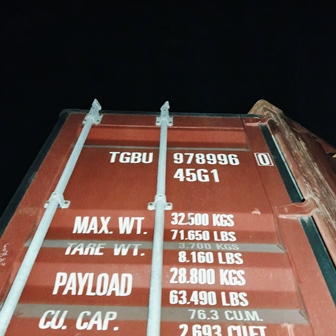 TGBU 978996 0
45G1
MAX. WT. 32.500 KGS
71.650 LBS
TARE WT. 3.700 KGS
8.160 LBS
PAYLOAD 28.800 KGS
63.490 LBS
CU. CAP. 76.3 CU.M.
2.693 CU.FT.